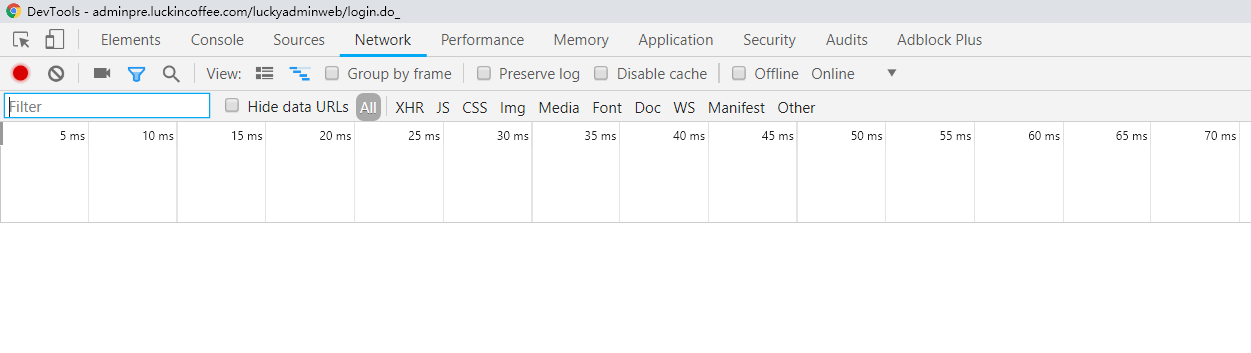 DevTools - adminpre.luckincoffee.com/luckyadminweb/login.do_
Elements Console Sources Network Performance Memory Application Security Audits Adblock Plus
View: Group by frame Preserve log Disable cache Offline Online
Filter Hide data URLs All XHR JS CSS Img Media Font Doc WS Manifest Other
5 ms 10 ms 15 ms 20 ms 25 ms 30 ms 35 ms 40 ms 45 ms 50 ms 55 ms 60 ms 65 ms 70 ms